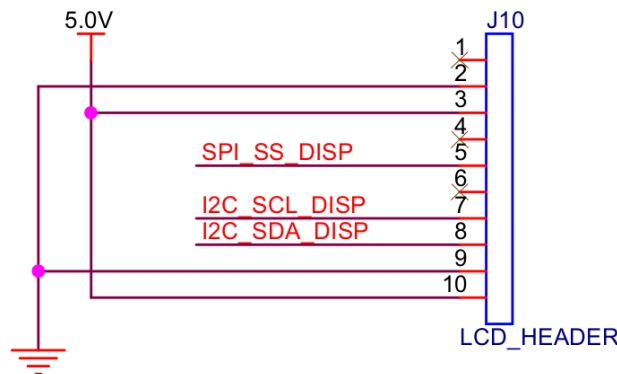 5.0V
J10
1
2
3
4
SPI_SS_DISP
5
6
I2C_SCL_DISP
7
I2C_SDA_DISP
8
9
10
LCD_HEADER